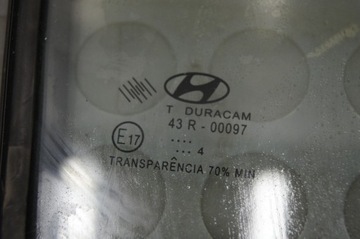 T DURACAM
43 R - 00097
E17
....
... 4
TRANSPARÊNCIA 70% MIN